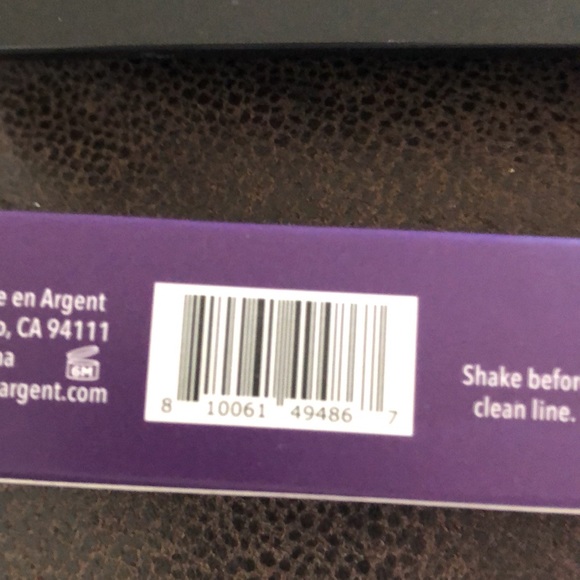 e en Argent
o, CA 94111
na
6M
argent.com
8 10061 49486 7
Shake befor
clean line.